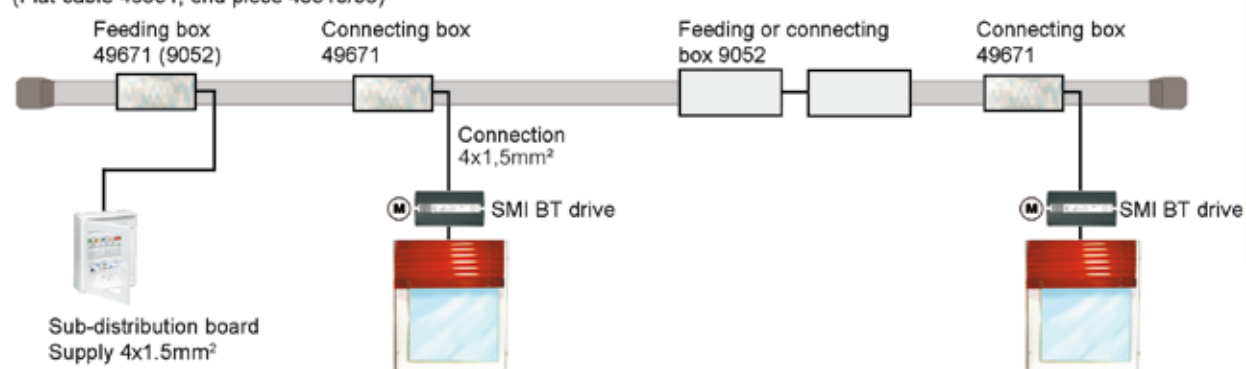 Feeding box
49671 (9052)
Connecting box
49671
Feeding or connecting
box 9052
Connecting box
49671
Connection
4x1,5mm²
M
SMI BT drive
M
SMI BT drive
Sub-distribution board
Supply 4x1.5mm²